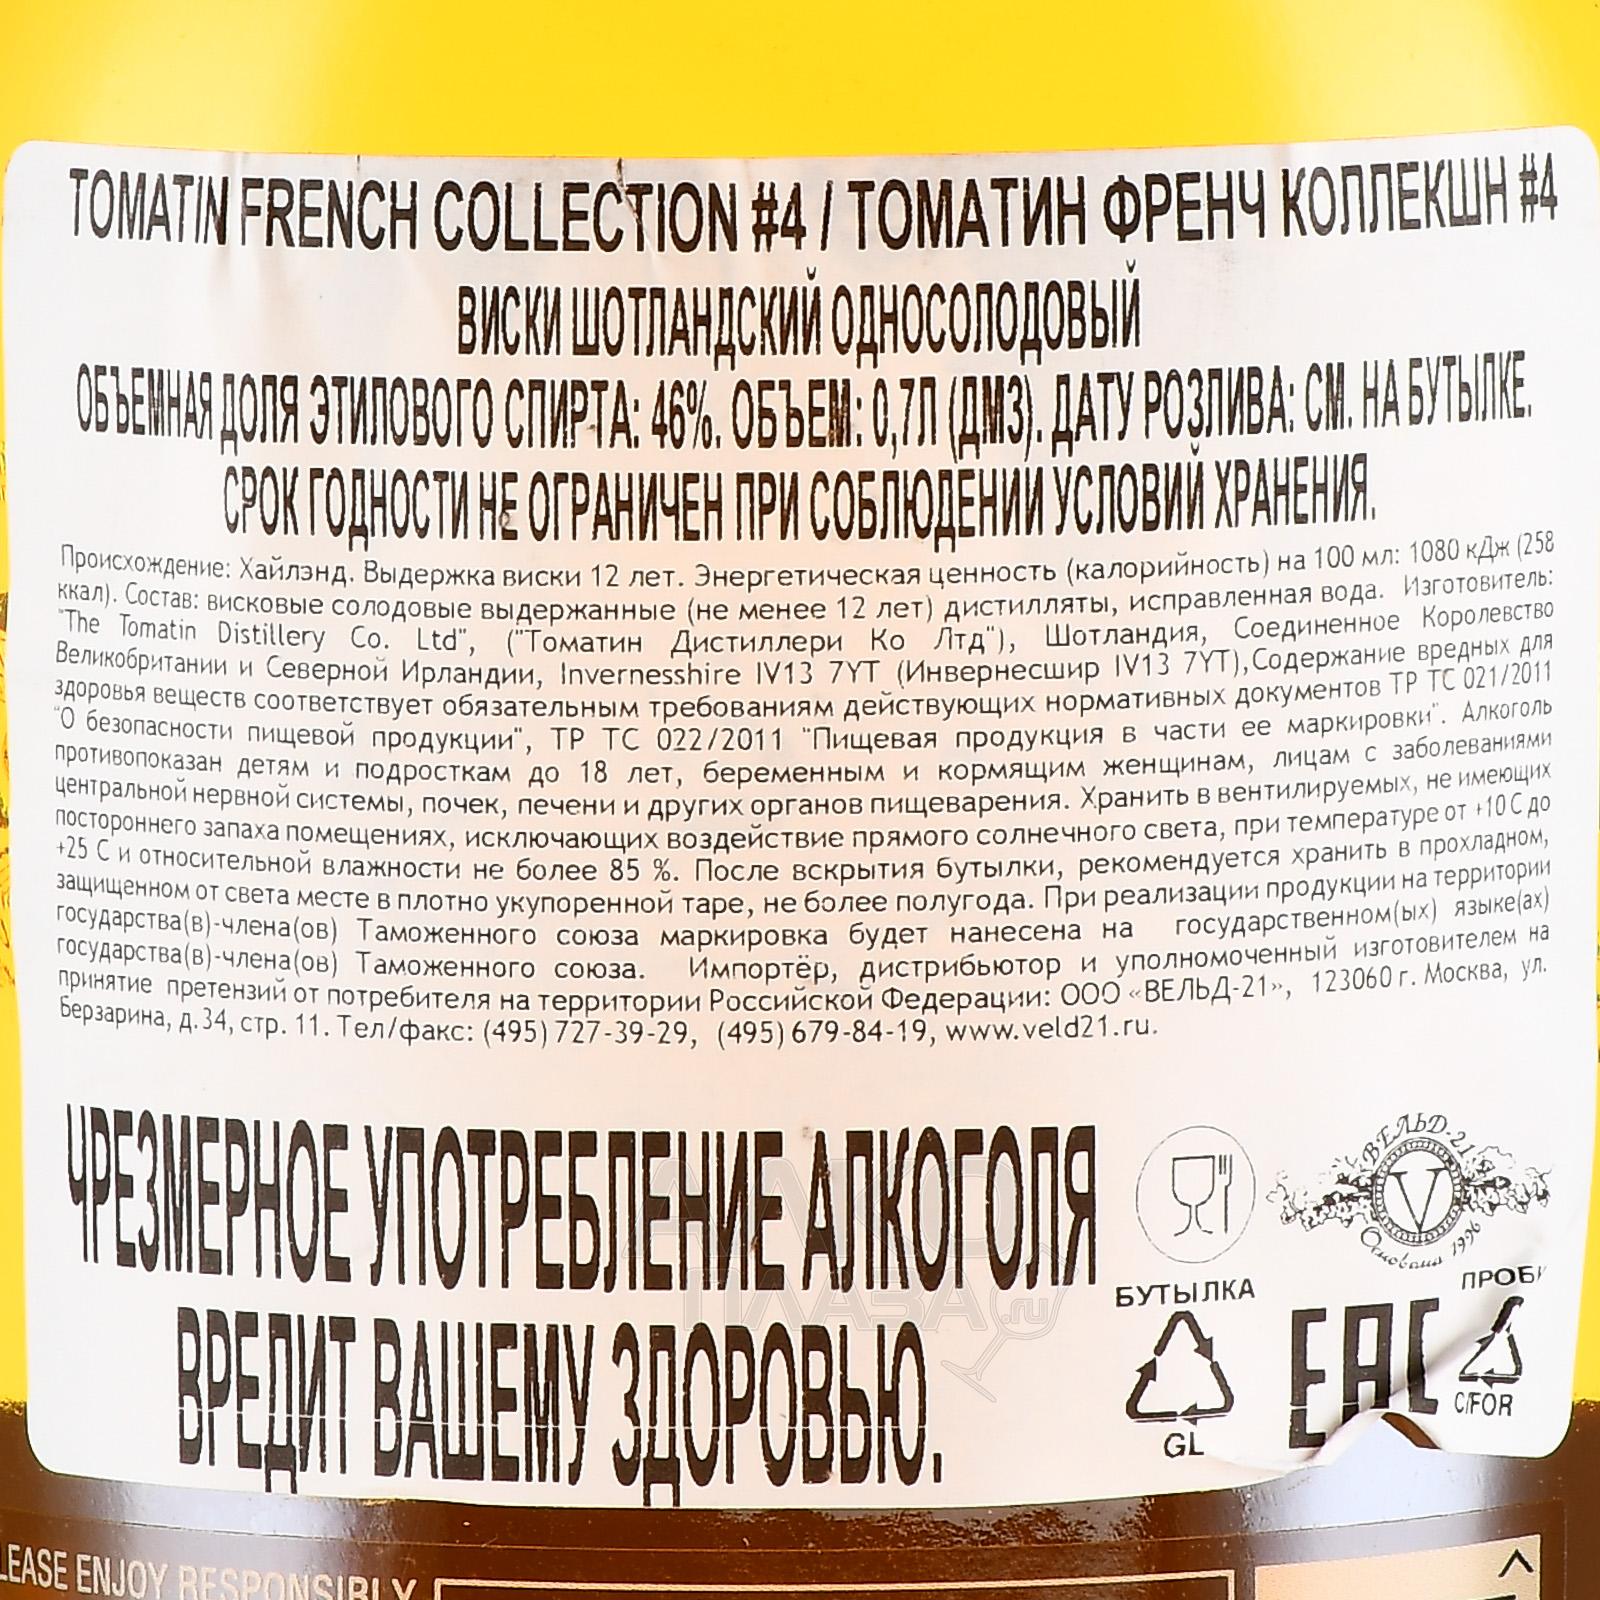 TOMATIN FRENCH COLLECTION #4 / ТОМАТИН ФРЕНЧ КОЛЛЕКШН #4
ВИСКИ ШОТЛАНДСКИЙ ОДНОСОЛОДОВЫЙ
ОБЪЕМНАЯ ДОЛЯ ЭТИЛОВОГО СПИРТА: 46%. ОБЪЕМ: 0,7Л (ДМ3). ДАТУ РОЗЛИВА: СМ. НА БУТЫЛКЕ.
СРОК ГОДНОСТИ НЕ ОГРАНИЧЕН ПРИ СОБЛЮДЕНИИ УСЛОВИЙ ХРАНЕНИЯ.
Происхождение: Хайлэнд. Выдержка виски 12 лет. Энергетическая ценность (калорийность) на 100 мл: 1080 кДж (258
ккал). Состав: висковые солодовые выдержанные (не менее 12 лет) дистилляты, исправленная вода. Изготовитель:
"The Tomatin Distillery Co. Ltd", ("Томатин Дистиллери Ко Лтд"), Шотландия, Соединенное Королевство
Великобритании и Северной Ирландии, Invernesshire IV13 7YT (Инвернесшир IV13 7YT),Содержание вредных для
здоровья веществ соответствует обязательным требованиям действующих нормативных документов ТР ТС 021/2011
"О безопасности пищевой продукции", ТР ТС 022/2011 "Пищевая продукция в части ее маркировки". Алкоголь
противопоказан детям и подросткам до 18 лет, беременным и кормящим женщинам, лицам с заболеваниями
центральной нервной системы, почек, печени и других органов пищеварения. Хранить в вентилируемых, не имеющих
постороннего запаха помещениях, исключающих воздействие прямого солнечного света, при температуре от +10 С до
+25 С и относительной влажности не более 85 %. После вскрытия бутылки, рекомендуется хранить в прохладном,
защищенном от света месте в плотно укупоренной таре, не более полугода. При реализации продукции на территории
государства(в)-члена(ов) Таможенного союза маркировка будет нанесена на государственном(ых) языке(ах)
государства(в)-члена(ов) Таможенного союза. Импортёр, дистрибьютор и уполномоченный изготовителем на
принятие претензий от потребителя на территории Российской Федерации: ООО «ВЕЛЬД-21», 123060 г. Москва, ул.
Берзарина, д.34, стр. 11. Тел/факс: (495) 727-39-29, (495) 679-84-19, www.veld21.ru.
ЧРЕЗМЕРНОЕ УПОТРЕБЛЕНИЕ АЛКОГОЛЯ
ВРЕДИТ ВАШЕМУ ЗДОРОВЬЮ.
ВЕЛЬД-21
V
Основана 1996
БУТЫЛКА
GL
EAC
C/FOR
АЛКО
ПЛАЗА.ru
ENJOY RESPONSIBLY